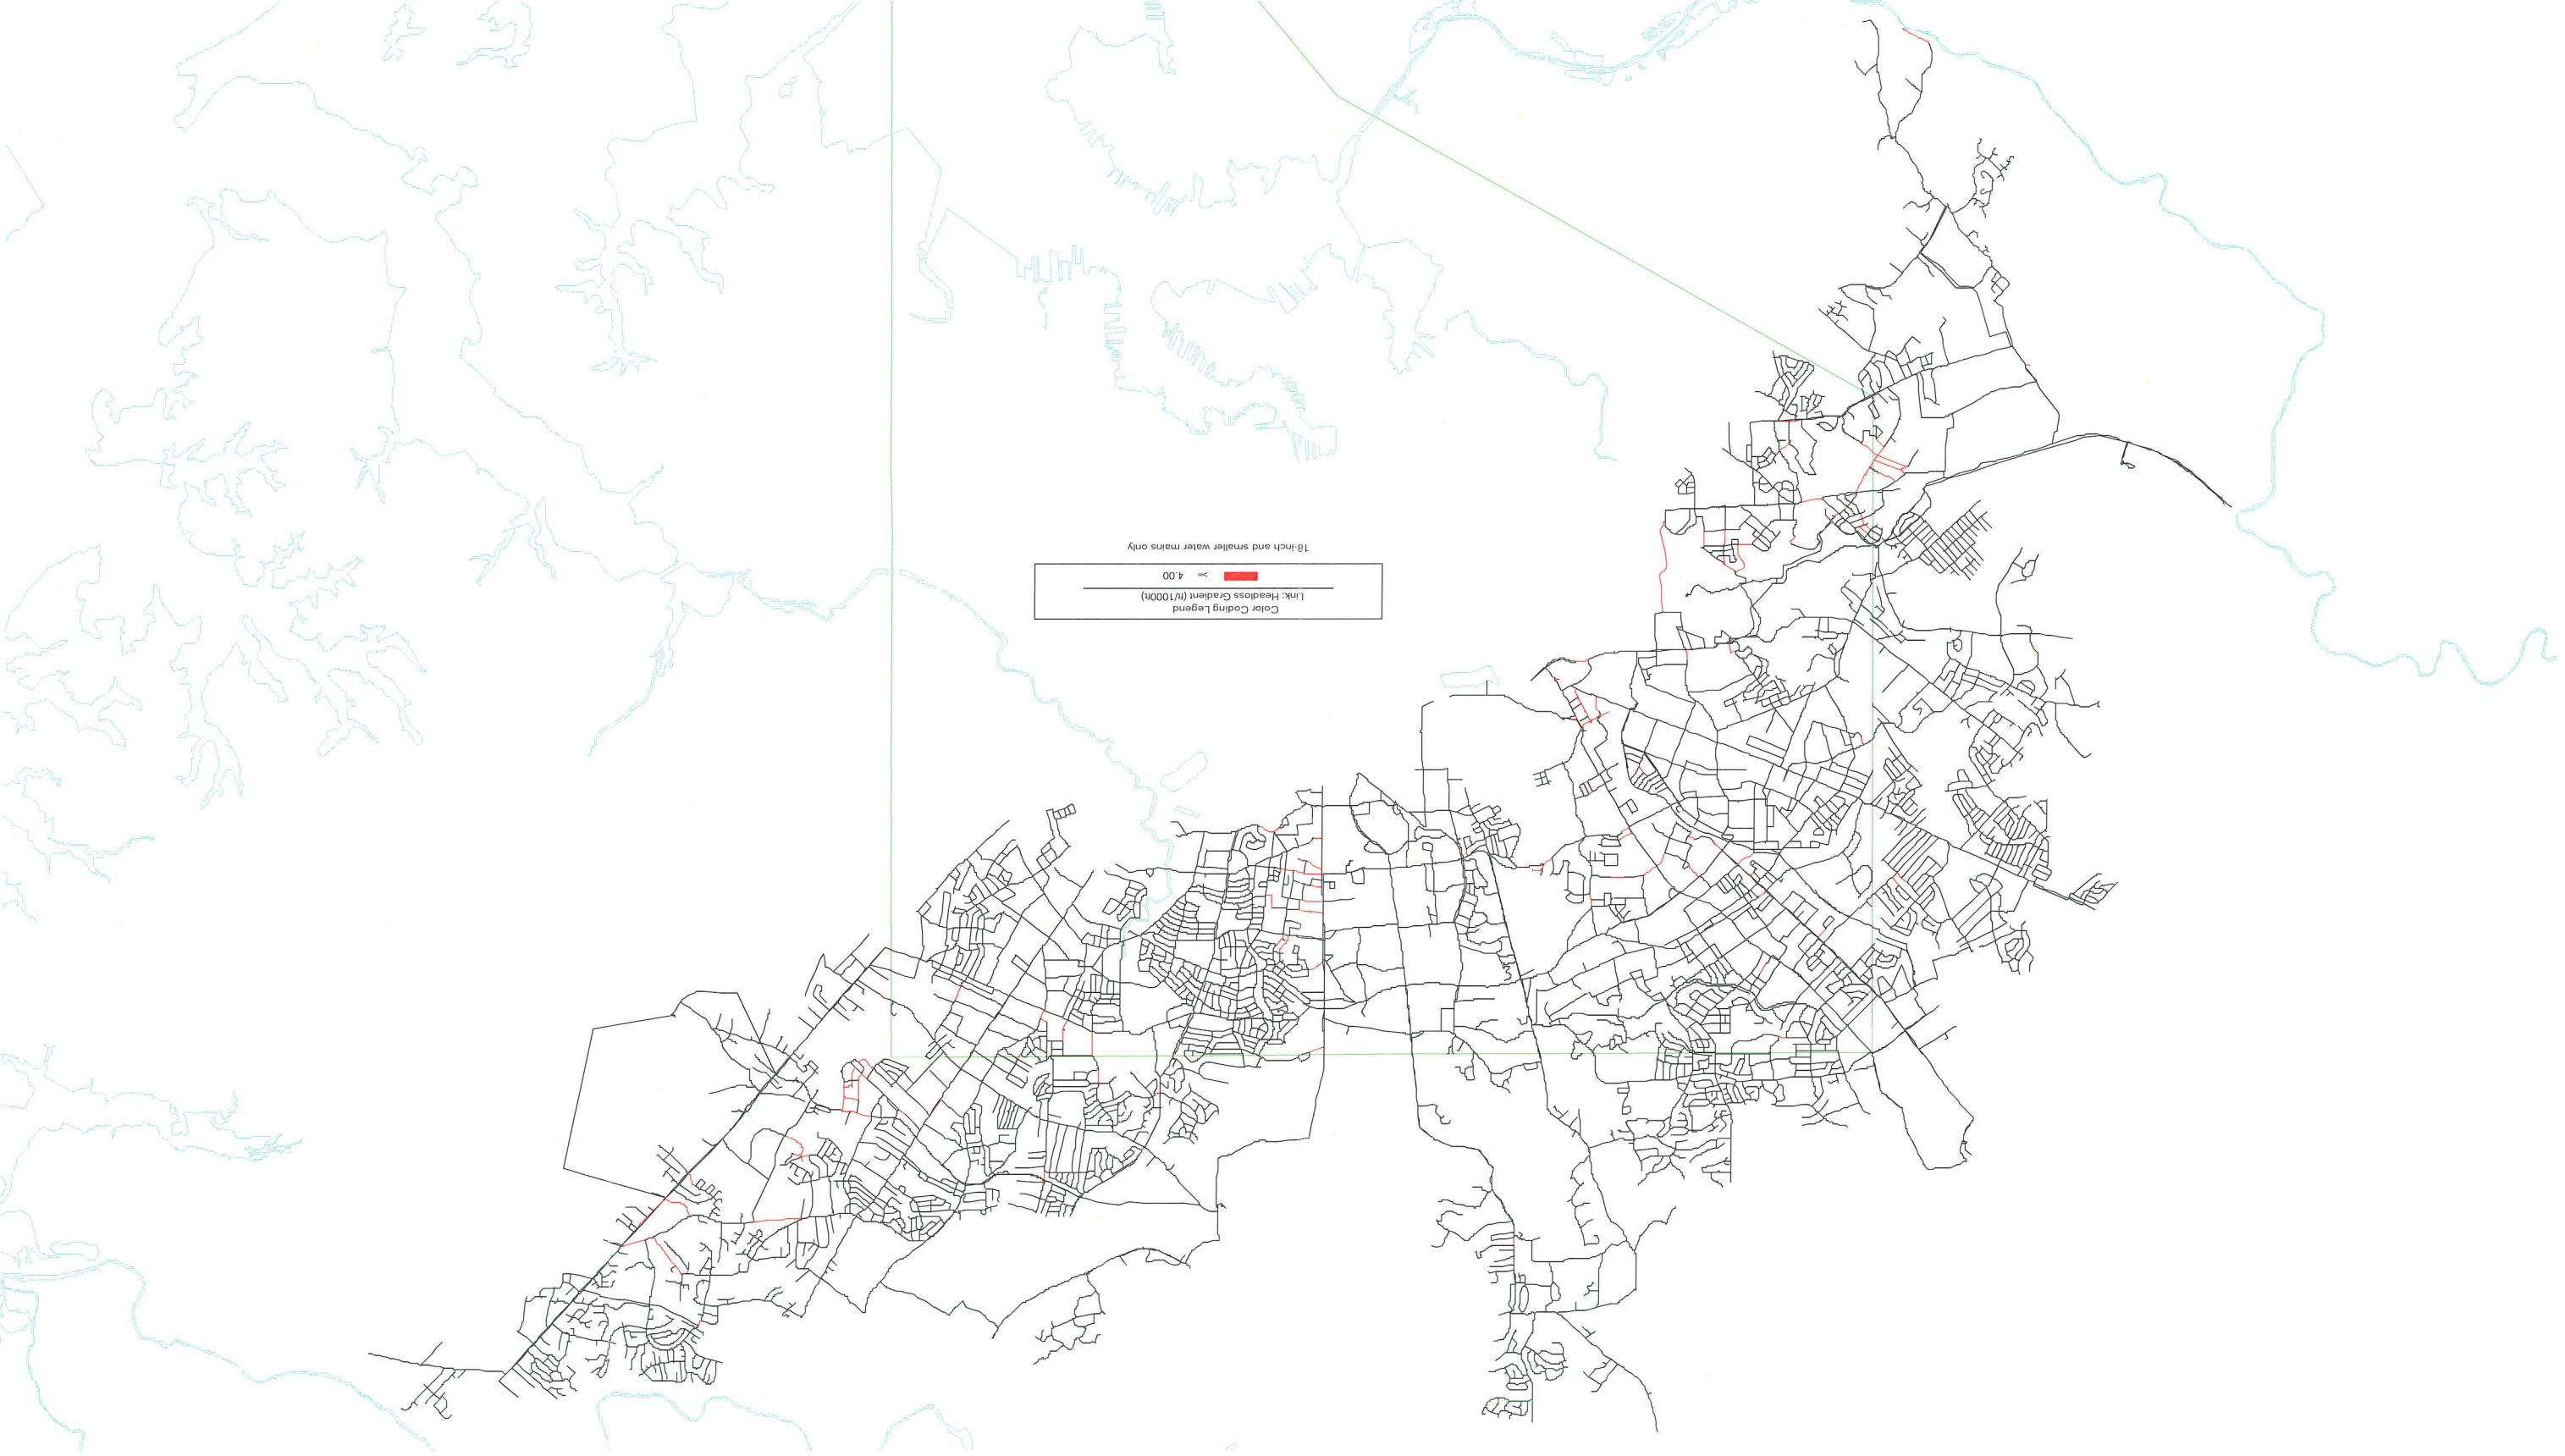 Color Coding Legend
Link: Headloss Gradient (ft/1000ft)
>= 4.00
18-inch and smaller water mains only